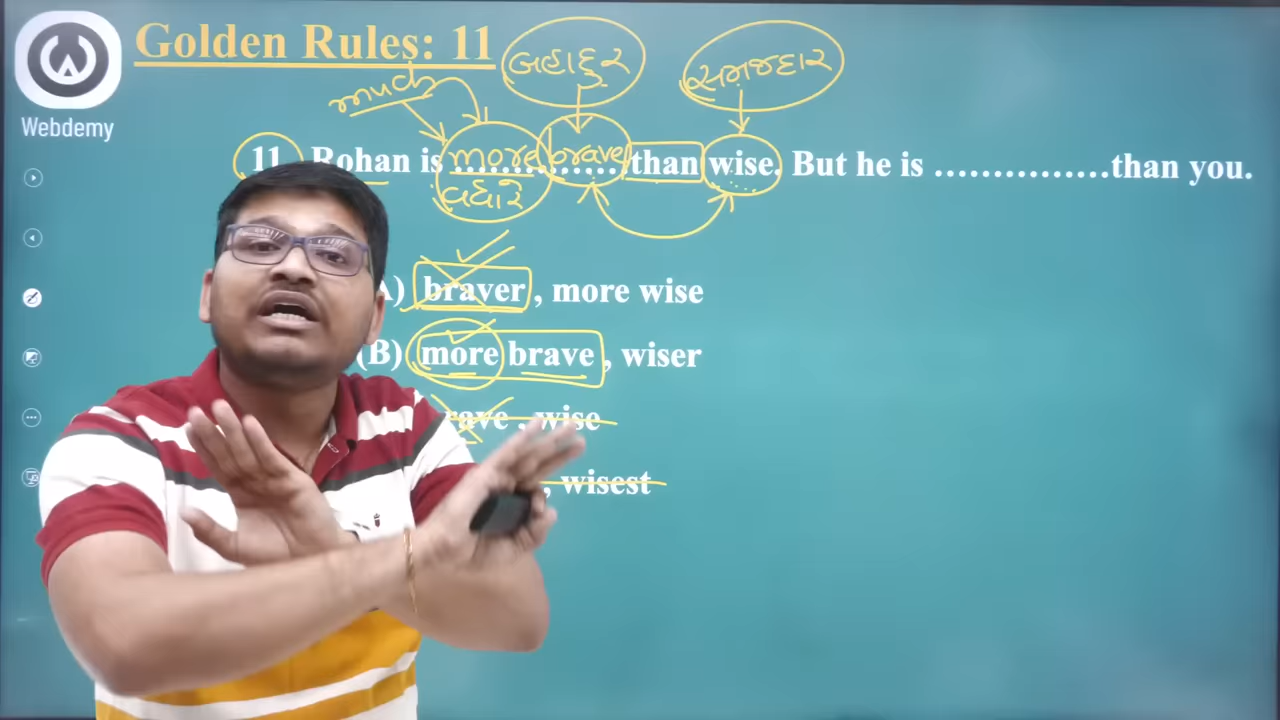 Golden Rules: 11
બહાદુર
સમજદાર
much
Webdemy
11. Rohan is more brave than wise. But he is ……………than you.
વધારે
A) braver , more wise
(B) more brave , wiser
rave , wise
, wisest